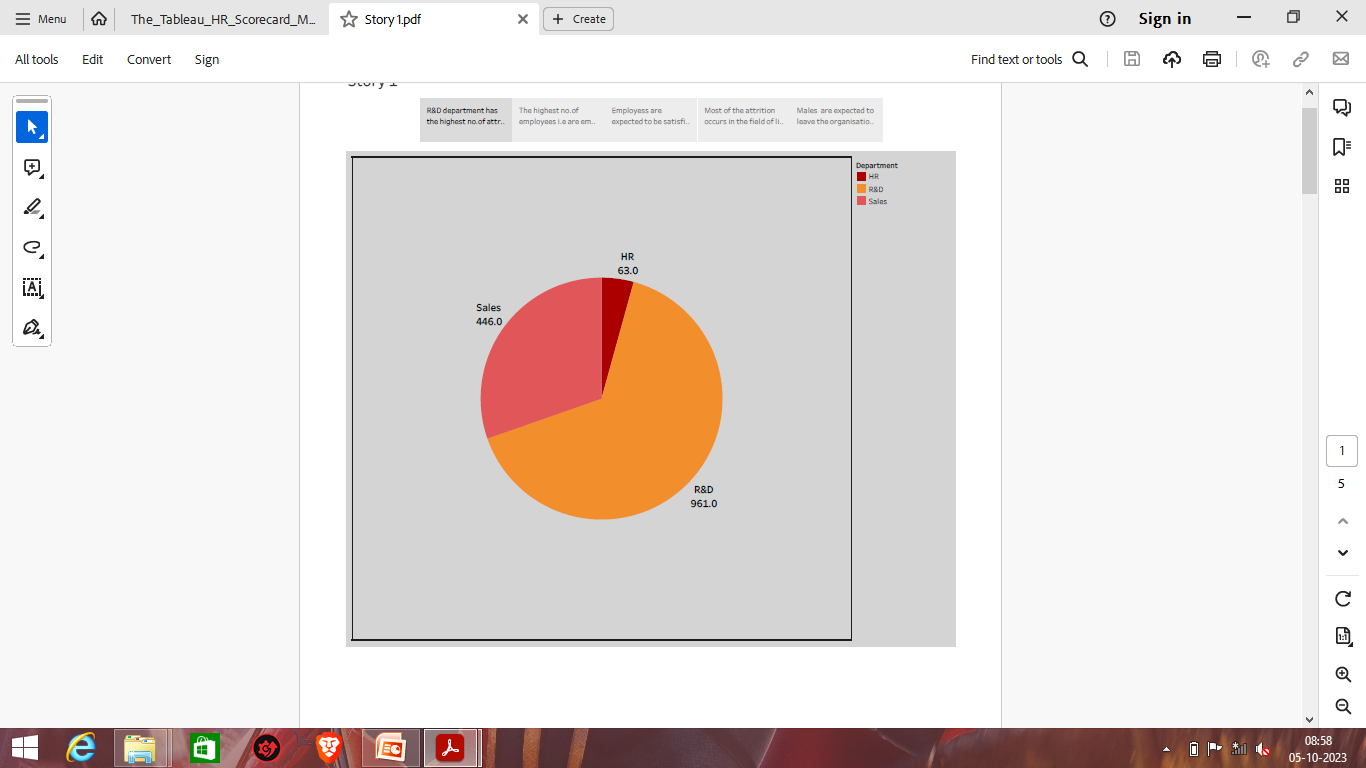 Menu
The_Tableau_HR_Scorecard_M...
Story 1.pdf
Create
Sign in
All tools
Edit
Convert
Sign
Find text or tools
Story 1
R&D department has
the highest no.of attr..
The highest no.of
employees i.e are em..
Employess are
expected to be satisfi..
Most of the attrition
occurs in the field of li..
Males are expected to
leave the organisatio..
Department
HR
R&D
Sales
HR
63.0
Sales
446.0
R&D
961.0
1
5
1:1
08:58
05-10-2023